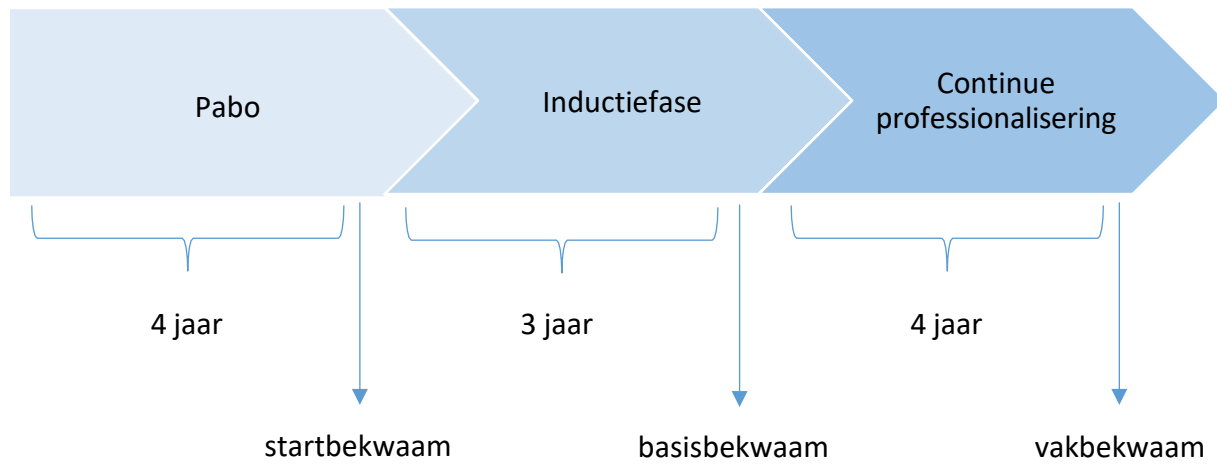 Pabo
Inductiefase
Continue
professionalisering
4 jaar
3 jaar
4 jaar
startbekwaam
basisbekwaam
vakbekwaam